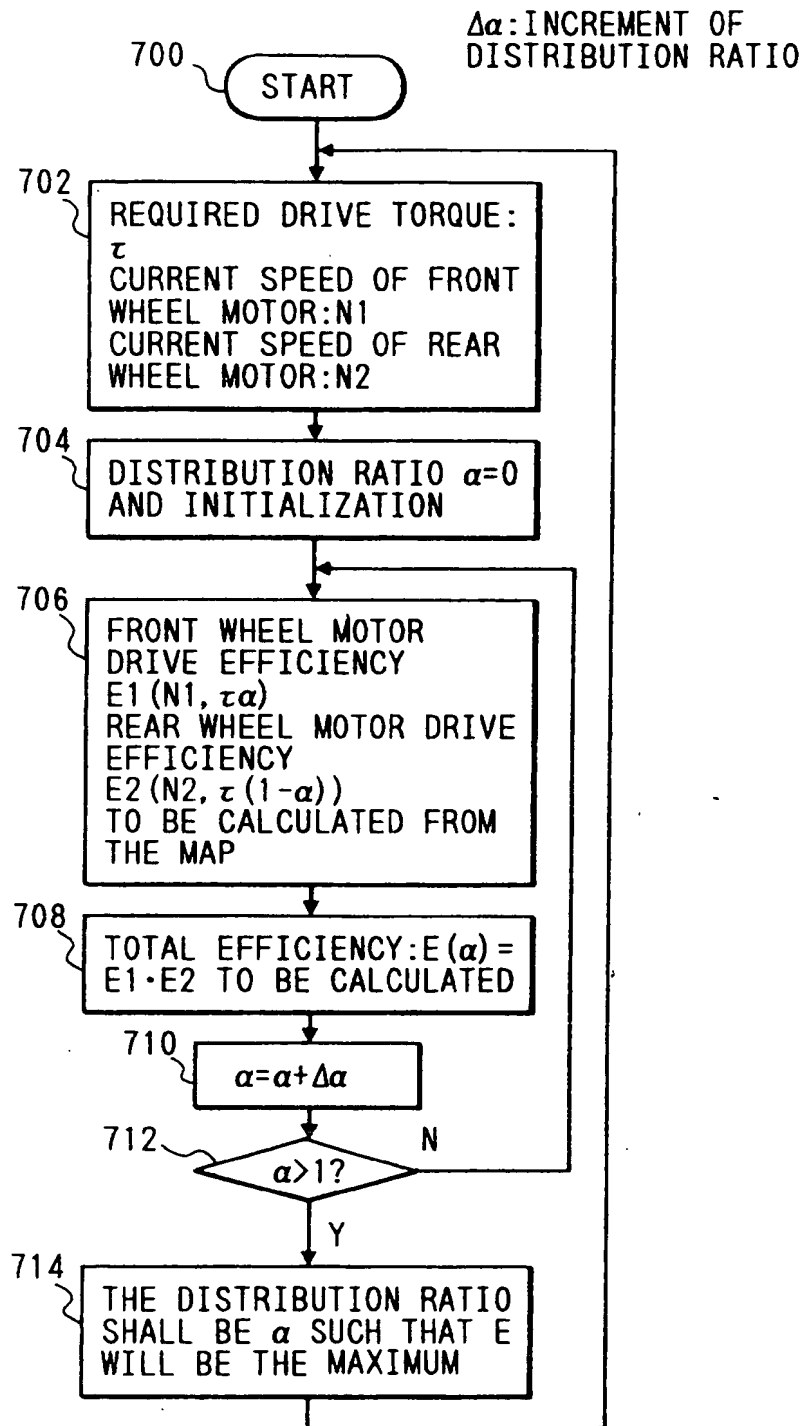 Δα:INCREMENT OF
DISTRIBUTION RATIO
700
START
702
REQUIRED DRIVE TORQUE:
τ
CURRENT SPEED OF FRONT
WHEEL MOTOR:N1
CURRENT SPEED OF REAR
WHEEL MOTOR:N2
704
DISTRIBUTION RATIO α=0
AND INITIALIZATION
706
FRONT WHEEL MOTOR
DRIVE EFFICIENCY
E1(N1,τα)
REAR WHEEL MOTOR DRIVE
EFFICIENCY
E2(N2,τ(1-α))
TO BE CALCULATED FROM
THE MAP
708
TOTAL EFFICIENCY:E(α)=
E1·E2 TO BE CALCULATED
710
α=α+Δα
712
N
α>1?
Y
714
THE DISTRIBUTION RATIO
SHALL BE α SUCH THAT E
WILL BE THE MAXIMUM